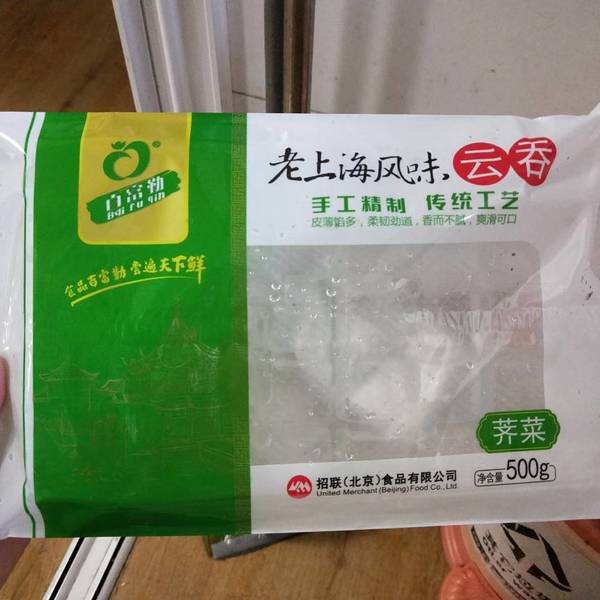 百富勤
Bai fu qin
食品百富勤 尝遍天下鲜
老上海风味, 云吞
手工精制 传统工艺
皮薄馅多,柔韧劲道,香而不腻,爽滑可口
荠菜
招联(北京)食品有限公司
United Merchant (Beijing) Food Co., Ltd.
净含量 500g